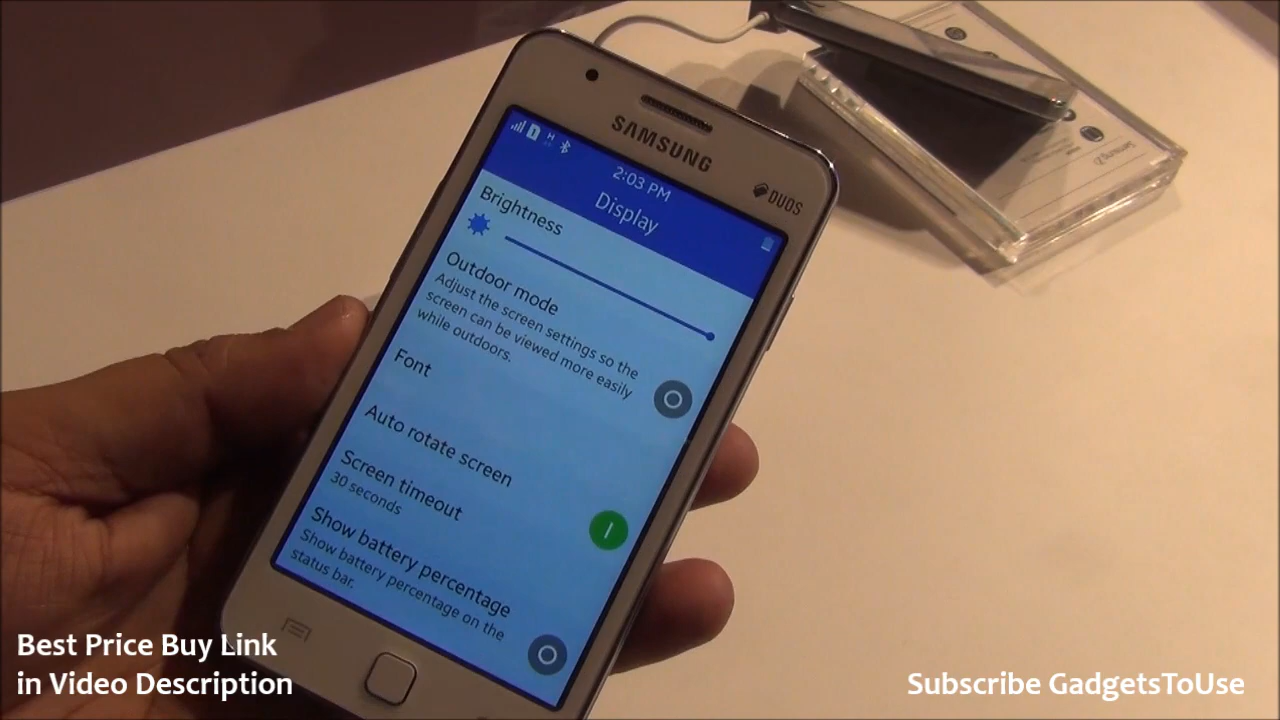 SAMSUNG
DUOS
2:03 PM
Display
Brightness
Outdoor mode
Adjust the screen settings so the
screen can be viewed more easily
while outdoors.
Font
Auto rotate screen
Screen timeout
30 seconds
Show battery percentage
Show battery percentage on the
status bar.
Best Price Buy Link
in Video Description
Subscribe GadgetsToUse